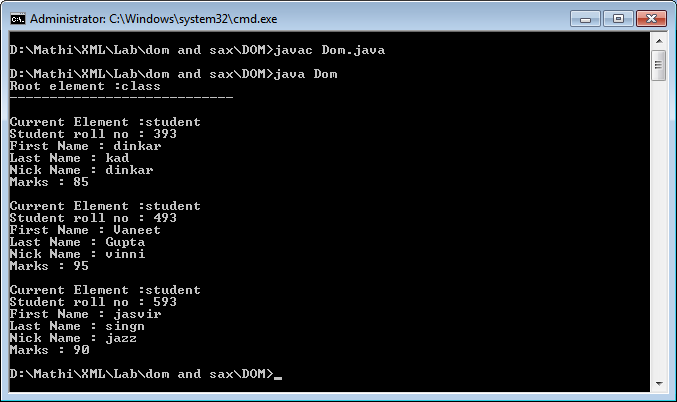 Administrator: C:\Windows\system32\cmd.exe
D:\Mathi\XML\Lab\dom and sax\DOM>javac Dom.java
D:\Mathi\XML\Lab\dom and sax\DOM>java Dom
Root element :class
----------------------------
Current Element :student
Student roll no : 393
First Name : dinkar
Last Name : kad
Nick Name : dinkar
Marks : 85
Current Element :student
Student roll no : 493
First Name : Vaneet
Last Name : Gupta
Nick Name : vinni
Marks : 95
Current Element :student
Student roll no : 593
First Name : jasvir
Last Name : singn
Nick Name : jazz
Marks : 90
D:\Mathi\XML\Lab\dom and sax\DOM>_